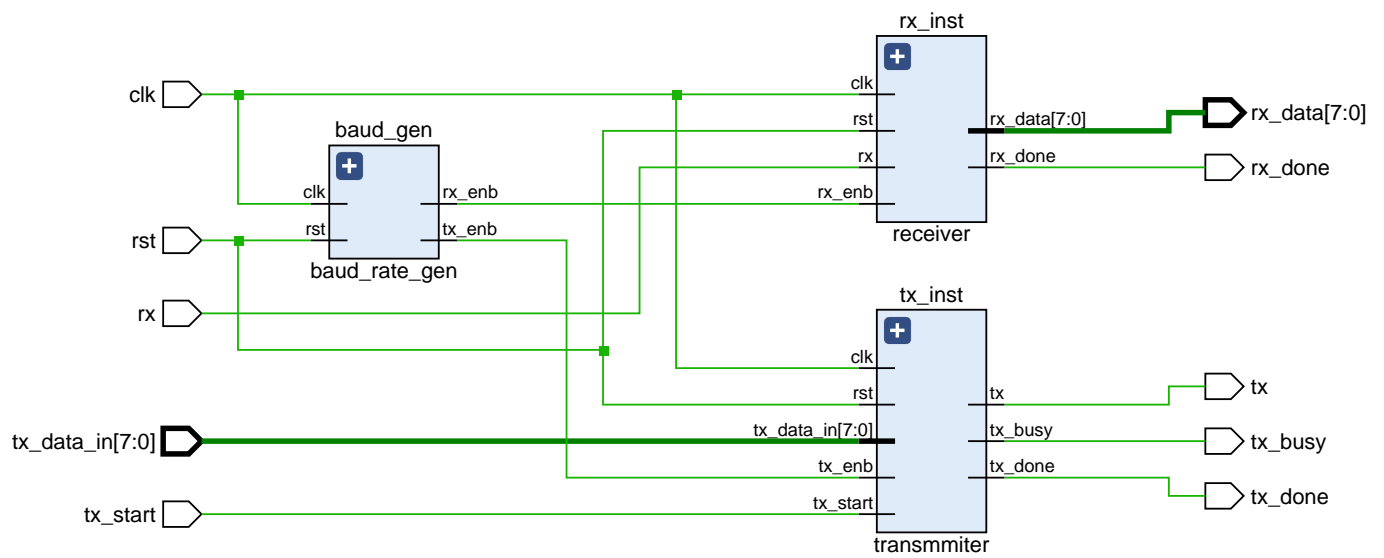 rx_inst
clk
rst
rx
rx_enb
rx_data[7:0]
rx_done
receiver
rx_data[7:0]
rx_done
clk
baud_gen
clk
rst
rx_enb
tx_enb
baud_rate_gen
rst
rx
tx_inst
clk
rst
tx_data_in[7:0]
tx_enb
tx_start
tx
tx_busy
tx_done
transmmiter
tx
tx_busy
tx_done
tx_data_in[7:0]
tx_start